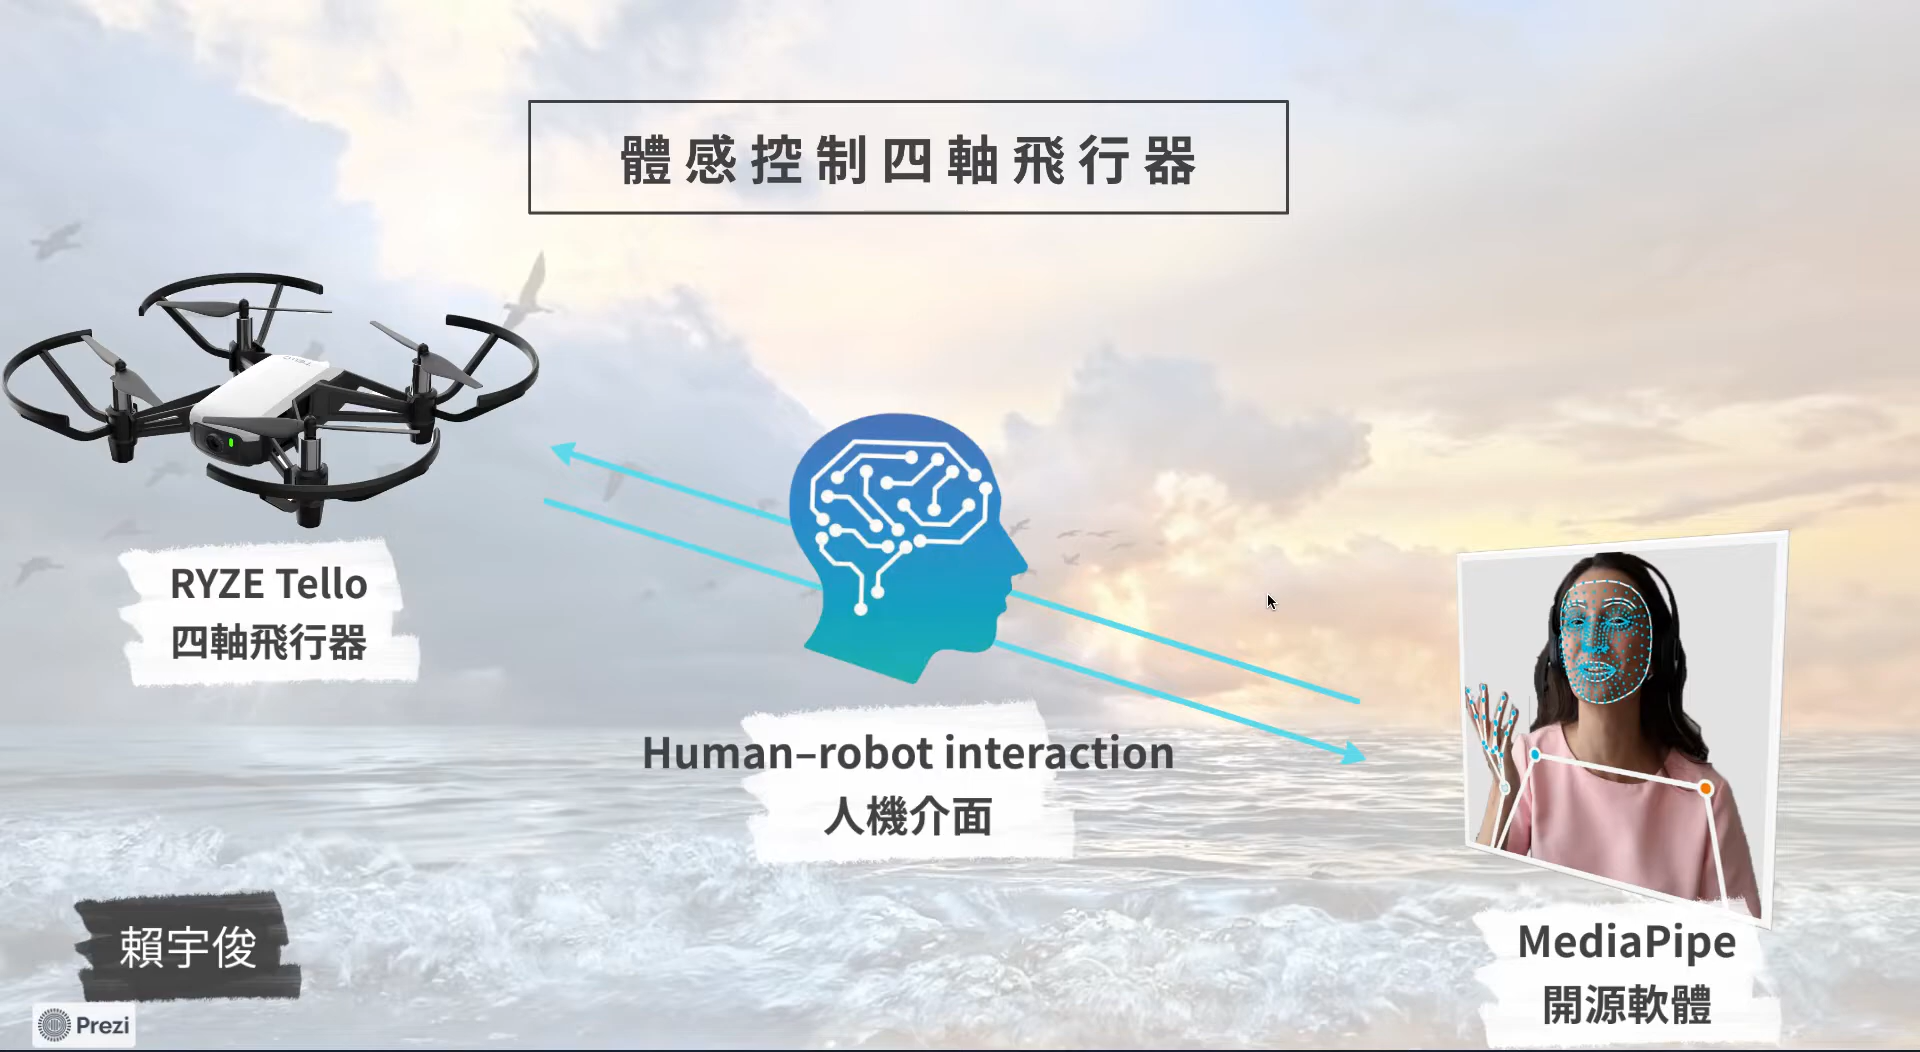 體感控制四軸飛行器
RYZE Tello
四軸飛行器
Human–robot interaction
人機介面
MediaPipe
開源軟體
賴宇俊
Prezi